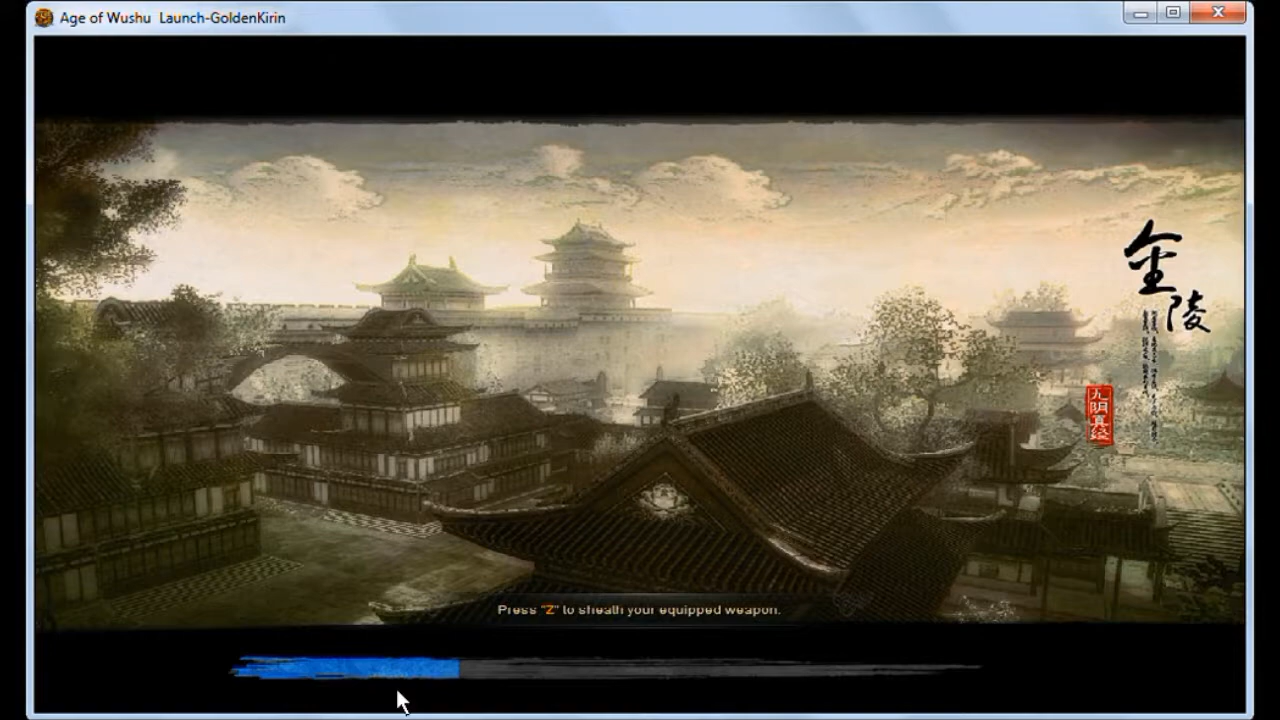 Age of Wushu Launch-GoldenKirin
金陵
九阴真经
Press "Z" to sheath your equipped weapon.